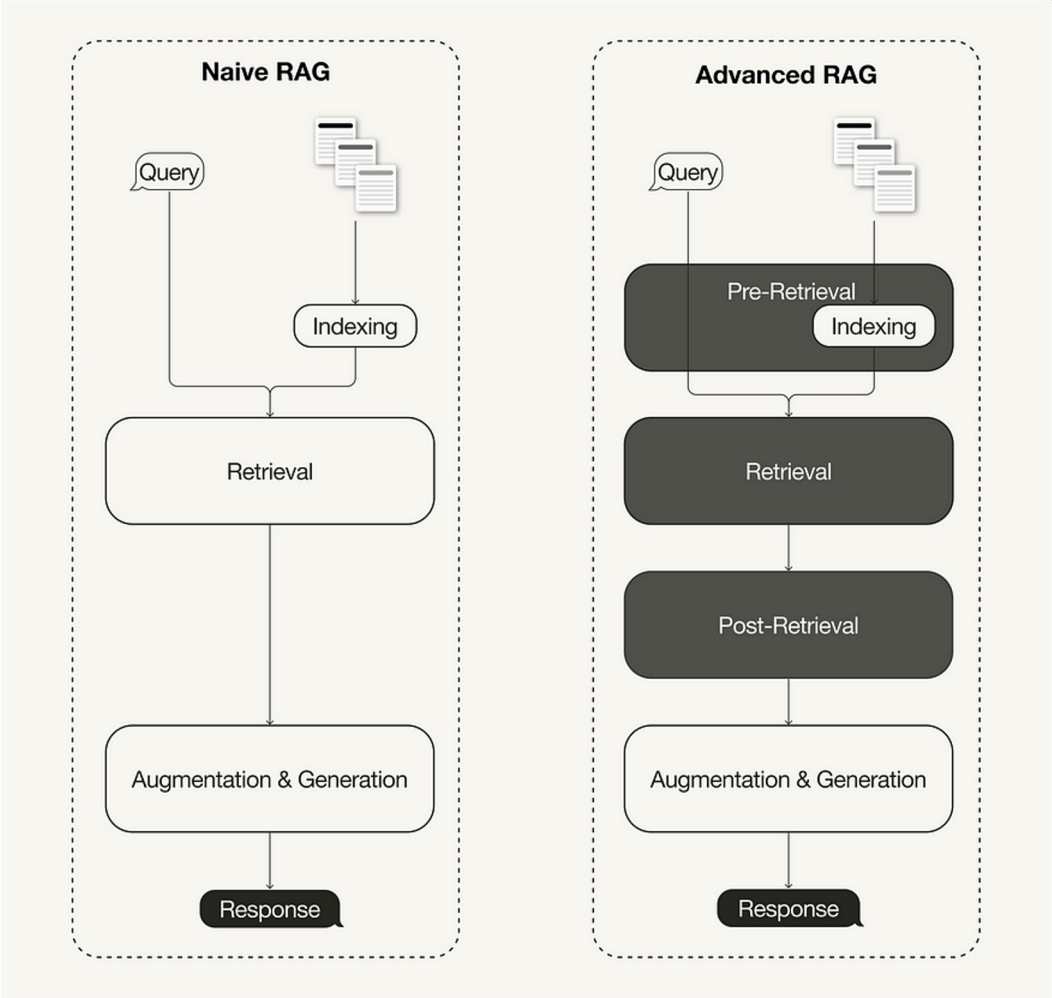 Naive RAG
Query
Indexing
Retrieval
Augmentation & Generation
Response
Advanced RAG
Query
Pre-Retrieval
Indexing
Retrieval
Post-Retrieval
Augmentation & Generation
Response